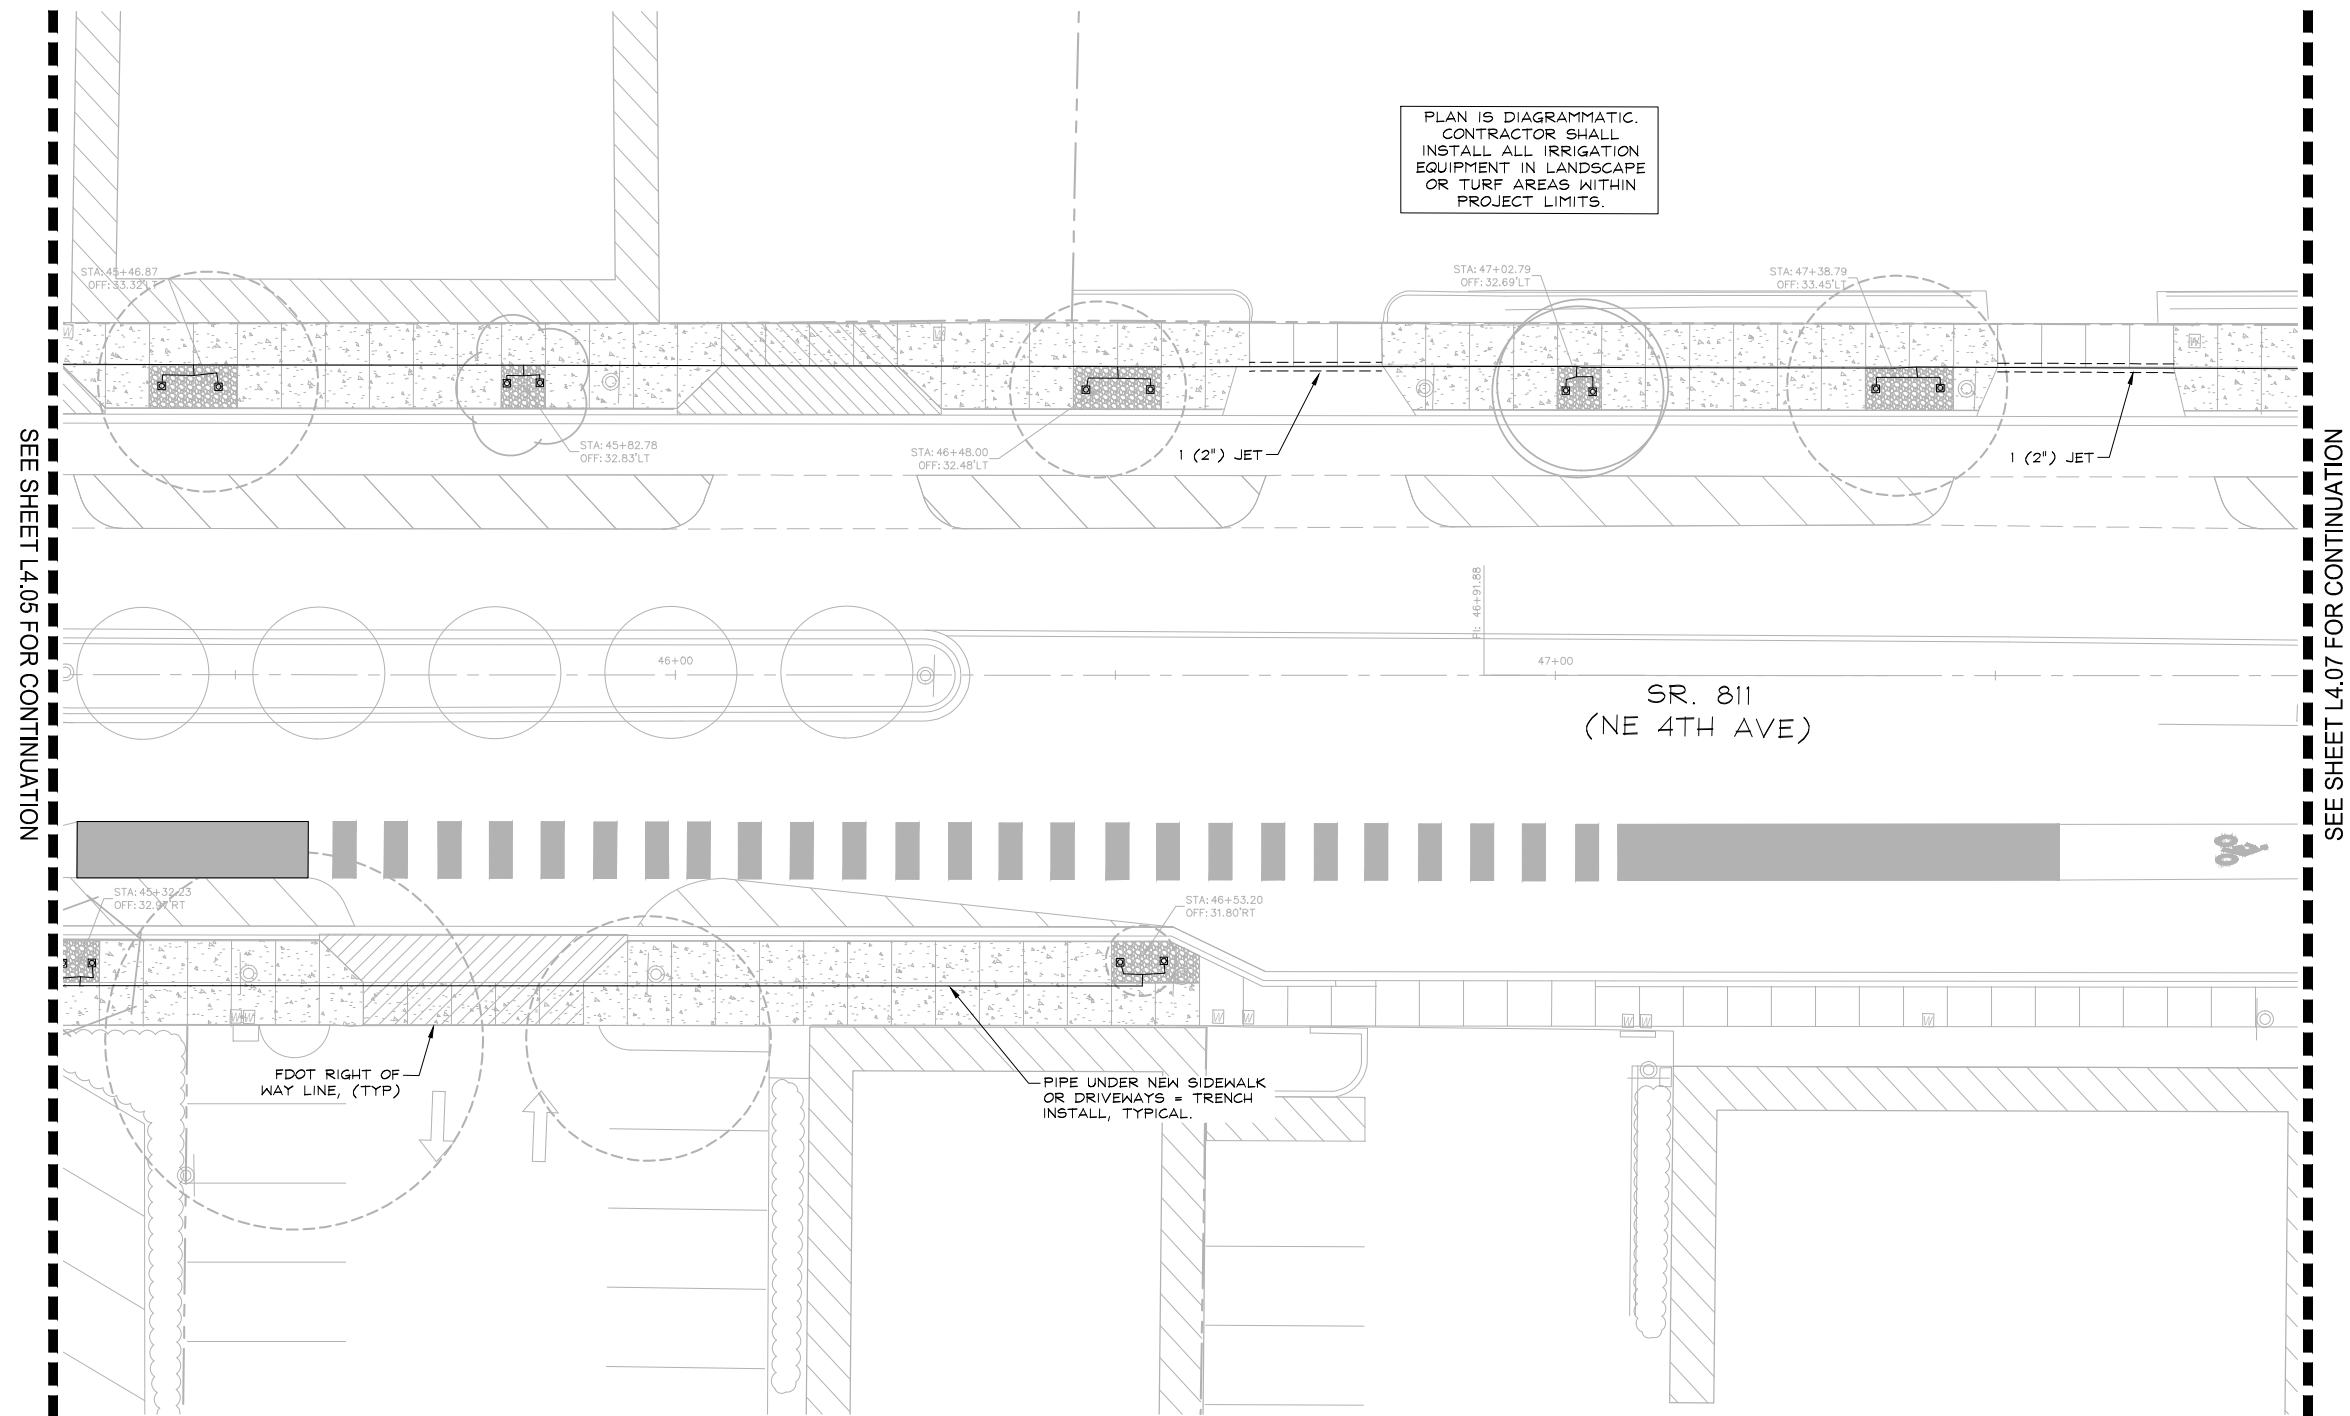 PLAN IS DIAGRAMMATIC.
CONTRACTOR SHALL
INSTALL ALL IRRIGATION
EQUIPMENT IN LANDSCAPE
OR TURF AREAS WITHIN
PROJECT LIMITS.
STA: 45+46.87
OFF: 33.32'LT
STA: 47+02.79
OFF: 32.69'LT
STA: 47+38.79
OFF: 33.45'LT
STA: 45+82.78
OFF: 32.83'LT
STA: 46+48.00
OFF: 32.48'LT
1 (2") JET
1 (2") JET
SEE SHEET L4.05 FOR CONTINUATION
SEE SHEET L4.07 FOR CONTINUATION
PI: 46+91.88
46+00
47+00
SR. 811
(NE 4TH AVE)
STA: 45+32.23
OFF: 32.97'RT
STA: 46+53.20
OFF: 31.80'RT
FDOT RIGHT OF
WAY LINE, (TYP)
PIPE UNDER NEW SIDEWALK
OR DRIVEWAYS = TRENCH
INSTALL, TYPICAL.
W
W
W
W
W
W
W
W
W
W